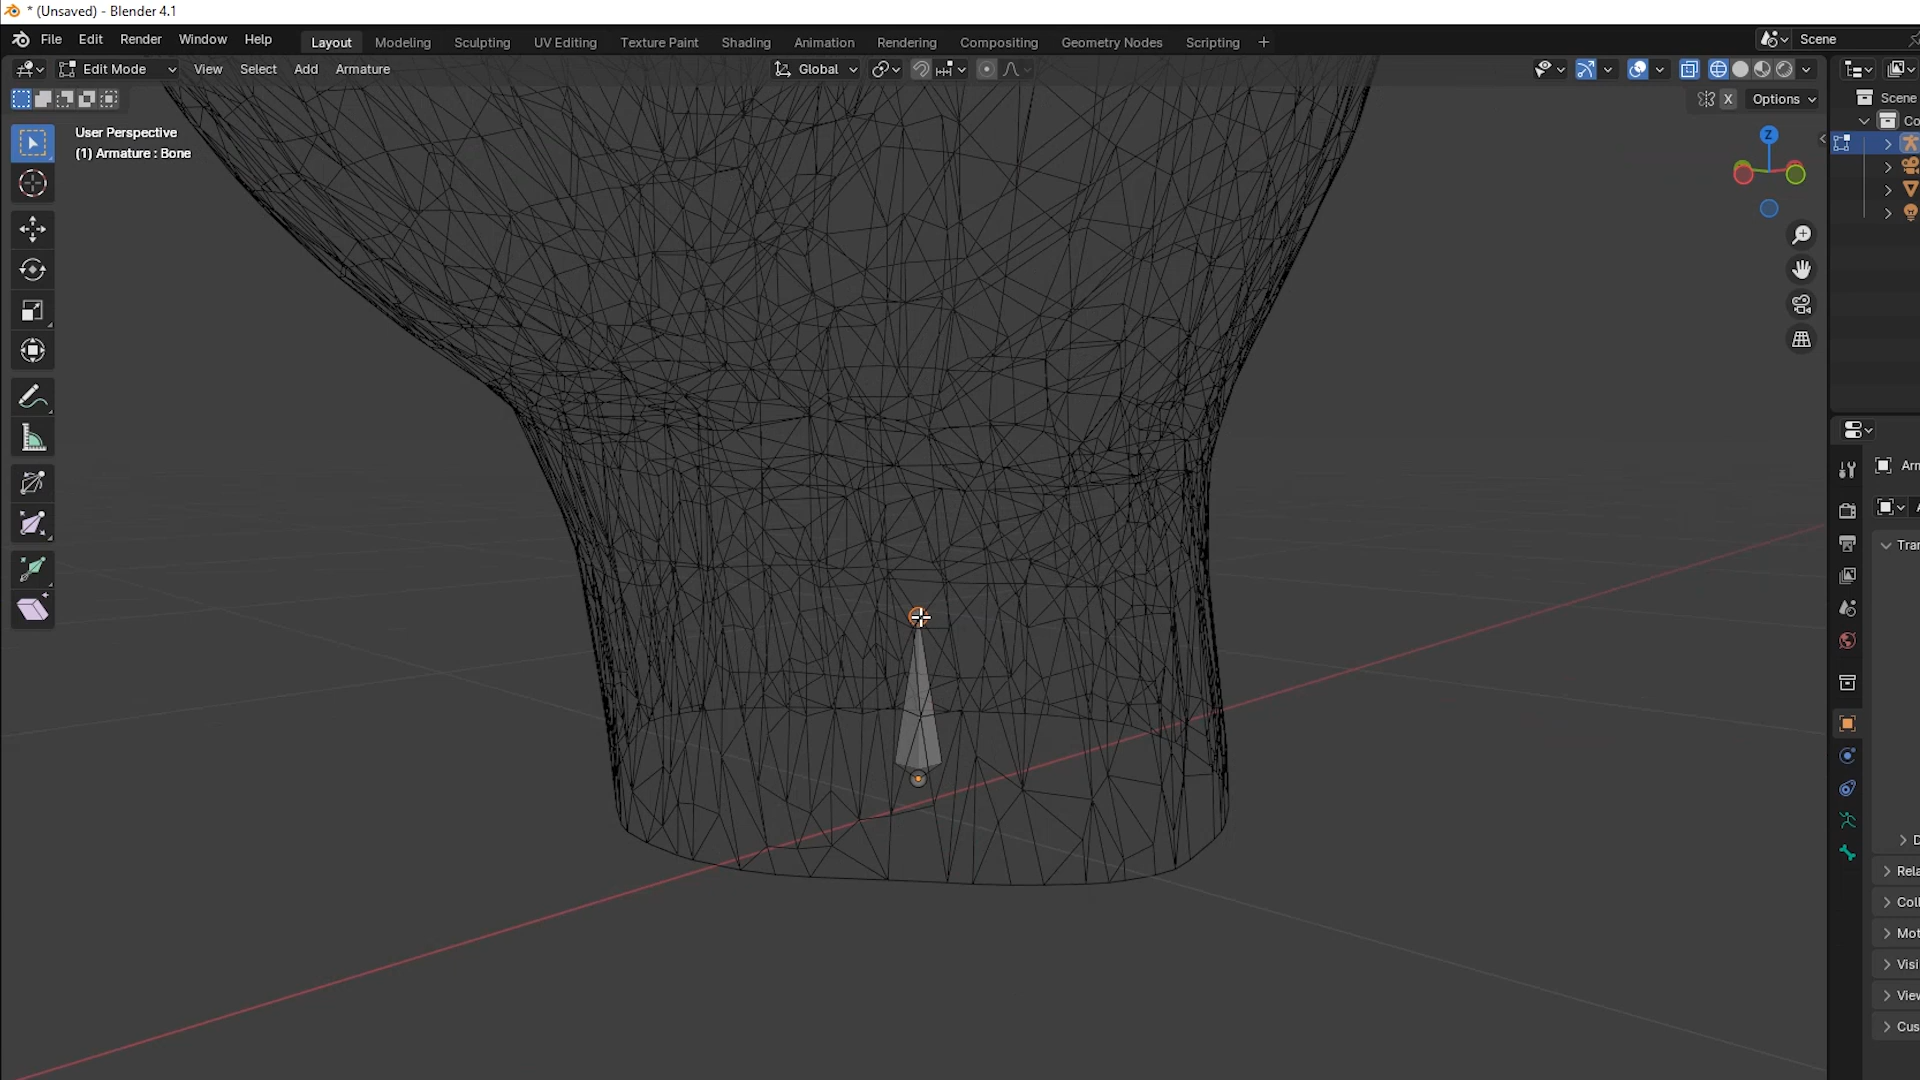 * (Unsaved) - Blender 4.1
File Edit Render Window Help Layout Modeling Sculpting UV Editing Texture Paint Shading Animation Rendering Compositing Geometry Nodes Scripting + Scene
Edit Mode View Select Add Armature Global
X Options
Scene
User Perspective
(1) Armature : Bone
Z
Co
Arm
A
Tran
D
Rela
Coll
Mot
Visi
View
Cus